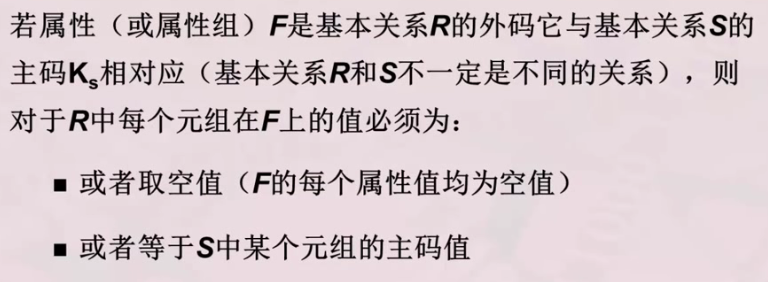 若属性（或属性组）F是基本关系R的外码它与基本关系S的
主码Ks相对应（基本关系R和S不一定是不同的关系），则
对于R中每个元组在F上的值必须为：
■ 或者取空值（F的每个属性值均为空值）
■ 或者等于S中某个元组的主码值